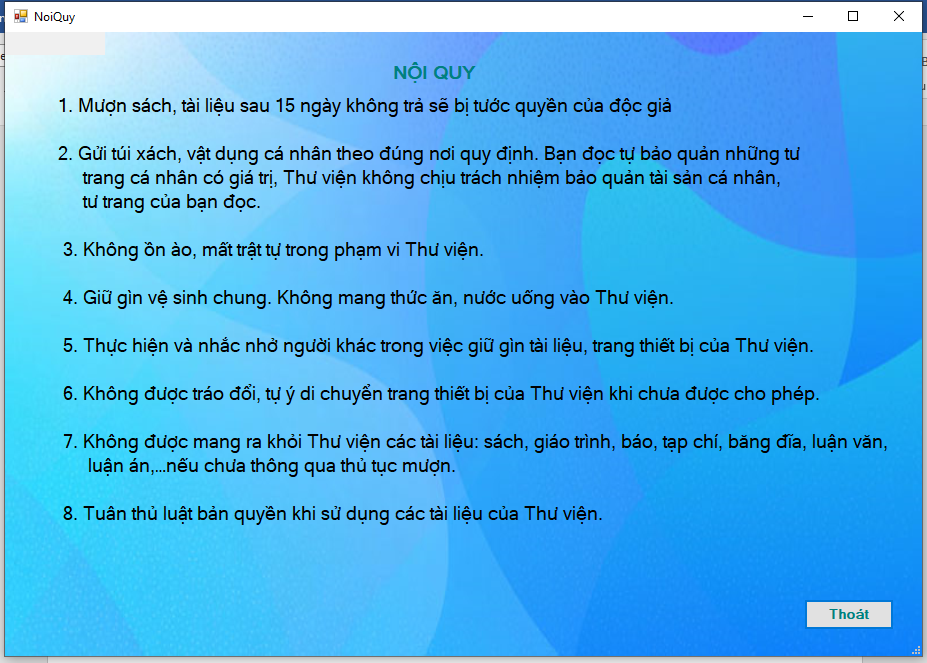 NoiQuy
NỘI QUY
1. Mượn sách, tài liệu sau 15 ngày không trả sẽ bị tước quyền của độc giả
2. Gửi túi xách, vật dụng cá nhân theo đúng nơi quy định. Bạn đọc tự bảo quản những tư
trang cá nhân có giá trị, Thư viện không chịu trách nhiệm bảo quản tài sản cá nhân,
tư trang của bạn đọc.
3. Không ồn ào, mất trật tự trong phạm vi Thư viện.
4. Giữ gìn vệ sinh chung. Không mang thức ăn, nước uống vào Thư viện.
5. Thực hiện và nhắc nhở người khác trong việc giữ gìn tài liệu, trang thiết bị của Thư viện.
6. Không được tráo đổi, tự ý di chuyển trang thiết bị của Thư viện khi chưa được cho phép.
7. Không được mang ra khỏi Thư viện các tài liệu: sách, giáo trình, báo, tạp chí, băng đĩa, luận văn,
luận án,...nếu chưa thông qua thủ tục mượn.
8. Tuân thủ luật bản quyền khi sử dụng các tài liệu của Thư viện.
Thoát